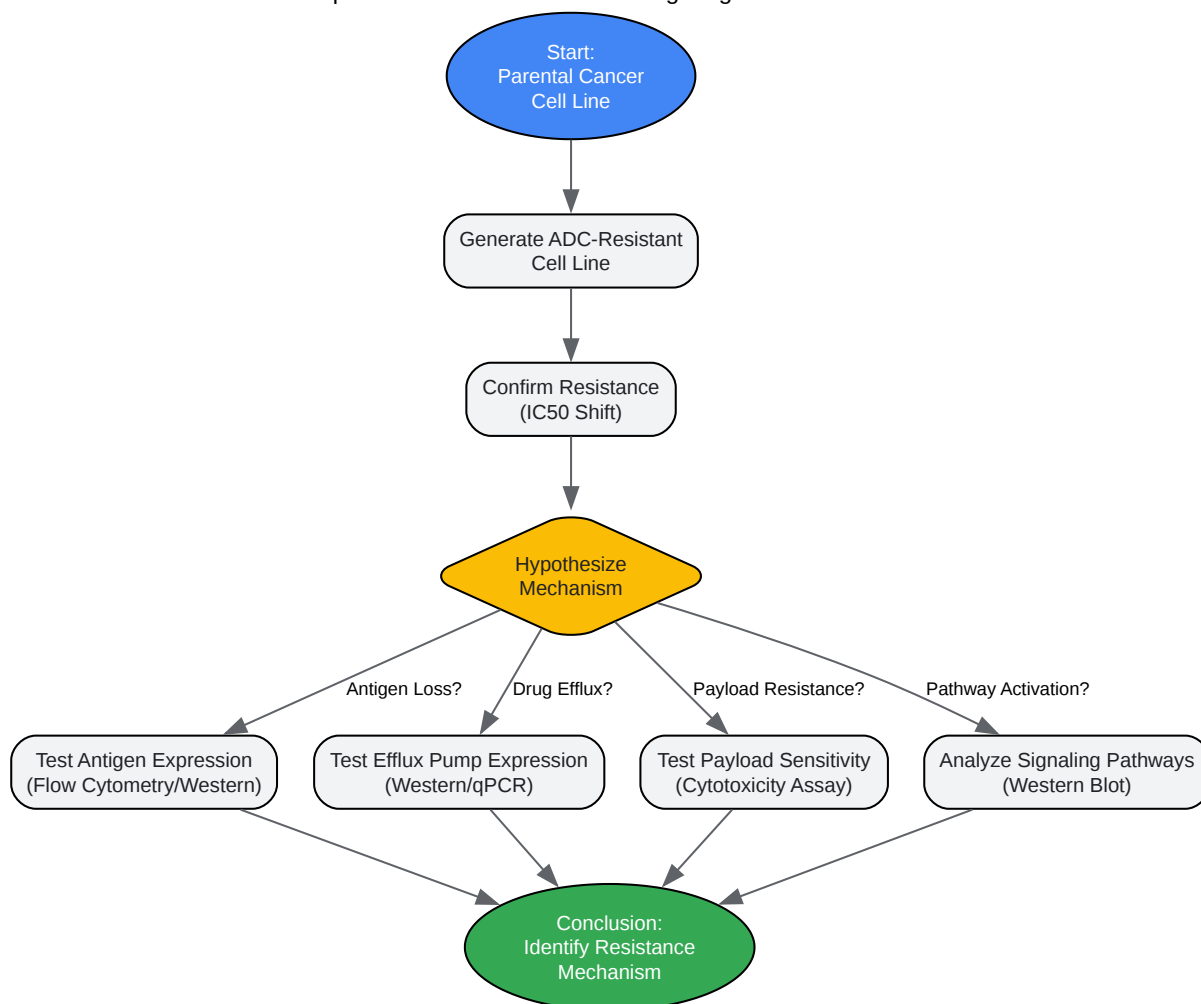 Start:
Parental Cancer
Cell Line
Generate ADC-Resistant
Cell Line
Confirm Resistance
(IC50 Shift)
Hypothesize
Mechanism
Antigen Loss?
Drug Efflux?
Payload Resistance?
Pathway Activation?
Test Antigen Expression
(Flow Cytometry/Western)
Test Efflux Pump Expression
(Western/qPCR)
Test Payload Sensitivity
(Cytotoxicity Assay)
Analyze Signaling Pathways
(Western Blot)
Conclusion:
Identify Resistance
Mechanism